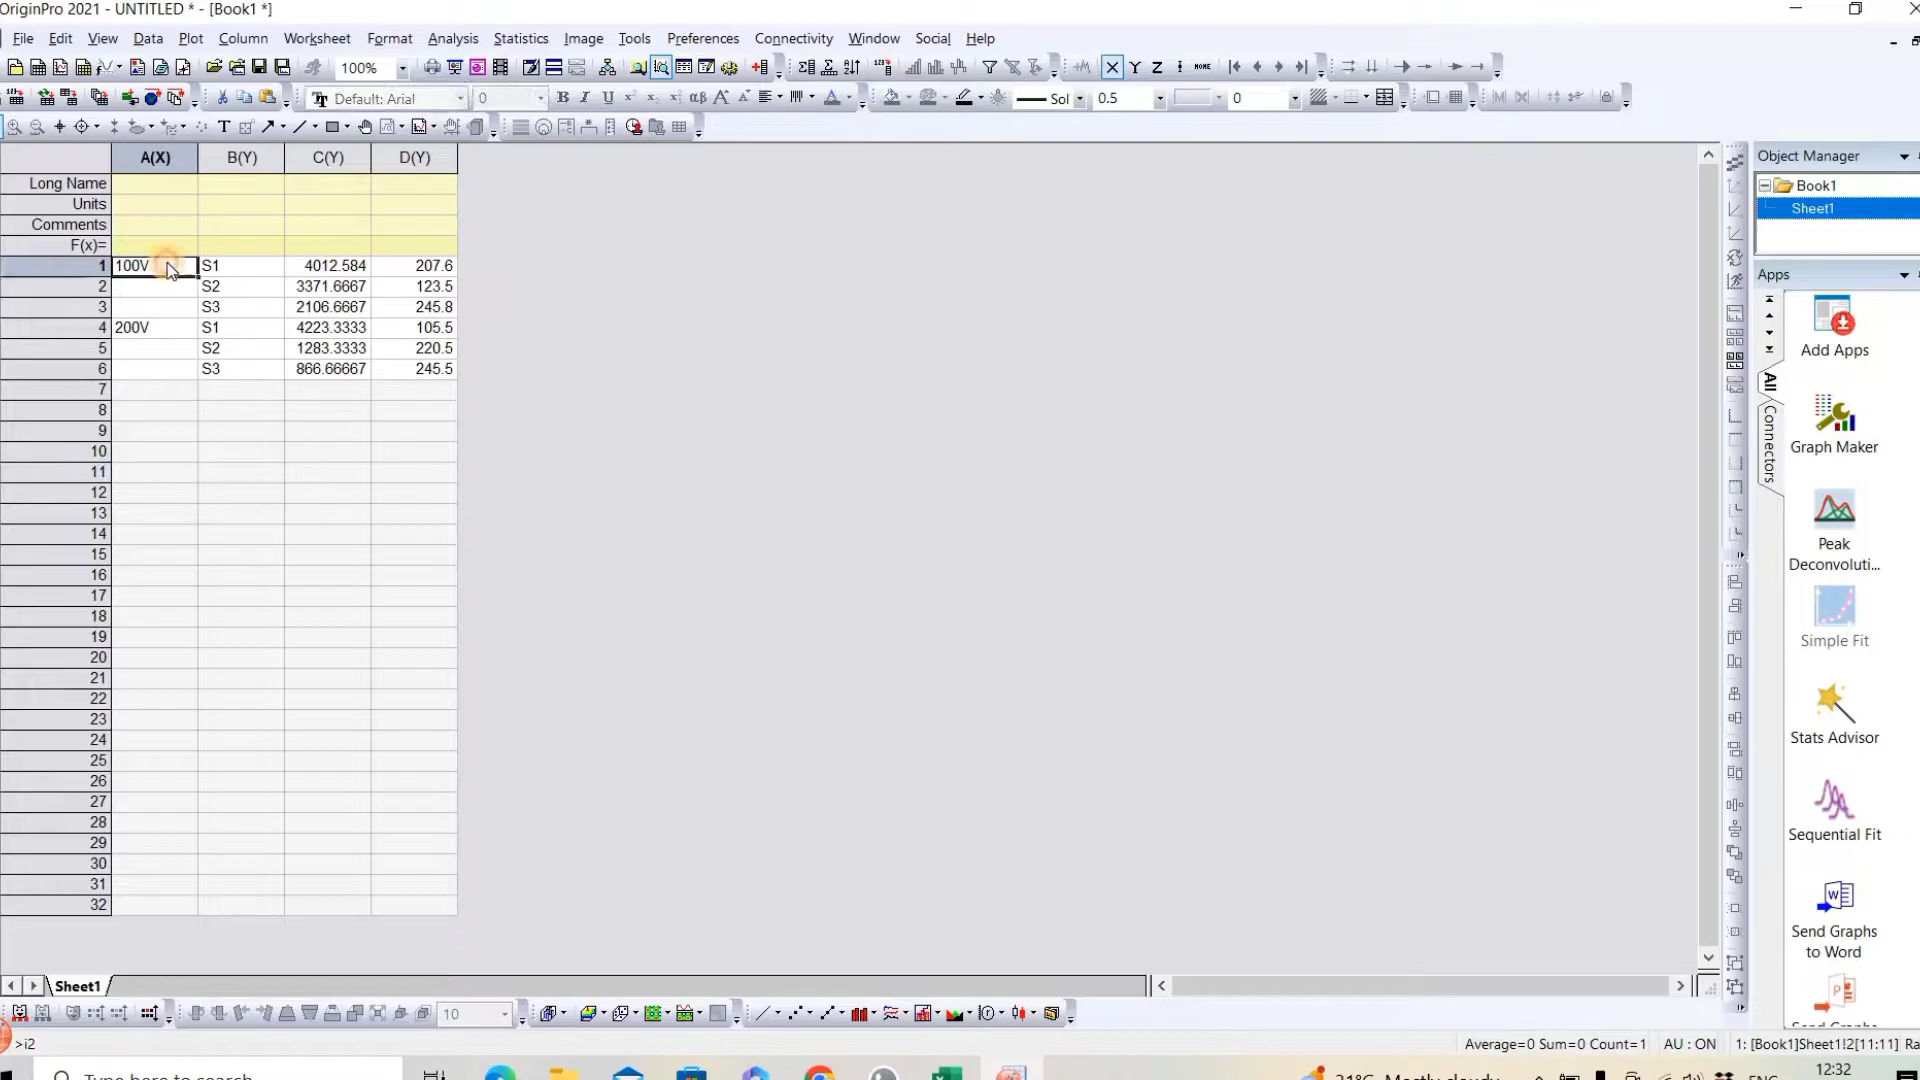 OriginPro 2021 - UNTITLED * - [Book1 *]
File Edit View Data Plot Column Worksheet Format Analysis Statistics Image Tools Preferences Connectivity Window Social Help
100%
X Y Z HOME
Default: Arial 0 B I U αβ A A A Sol 0.5 0
T
A(X) B(Y) C(Y) D(Y)
Long Name
Units
Comments
F(x)=
1 100V S1 4012.584 207.6
2 S2 3371.6667 123.5
3 S3 2106.6667 245.8
4 200V S1 4223.3333 105.5
5 S2 1283.3333 220.5
6 S3 866.66667 245.5
7
8
9
10
11
12
13
14
15
16
17
18
19
20
21
22
23
24
25
26
27
28
29
30
31
32
Object Manager
Book1
Sheet1
Apps
All
Connectors
Add Apps
Graph Maker
Peak
Deconvoluti...
Simple Fit
Stats Advisor
Sequential Fit
Send Graphs
to Word
Sheet1
10
>i2
Average=0 Sum=0 Count=1 AU : ON 1: [Book1]Sheet1!2[11:11] Ra
12:32